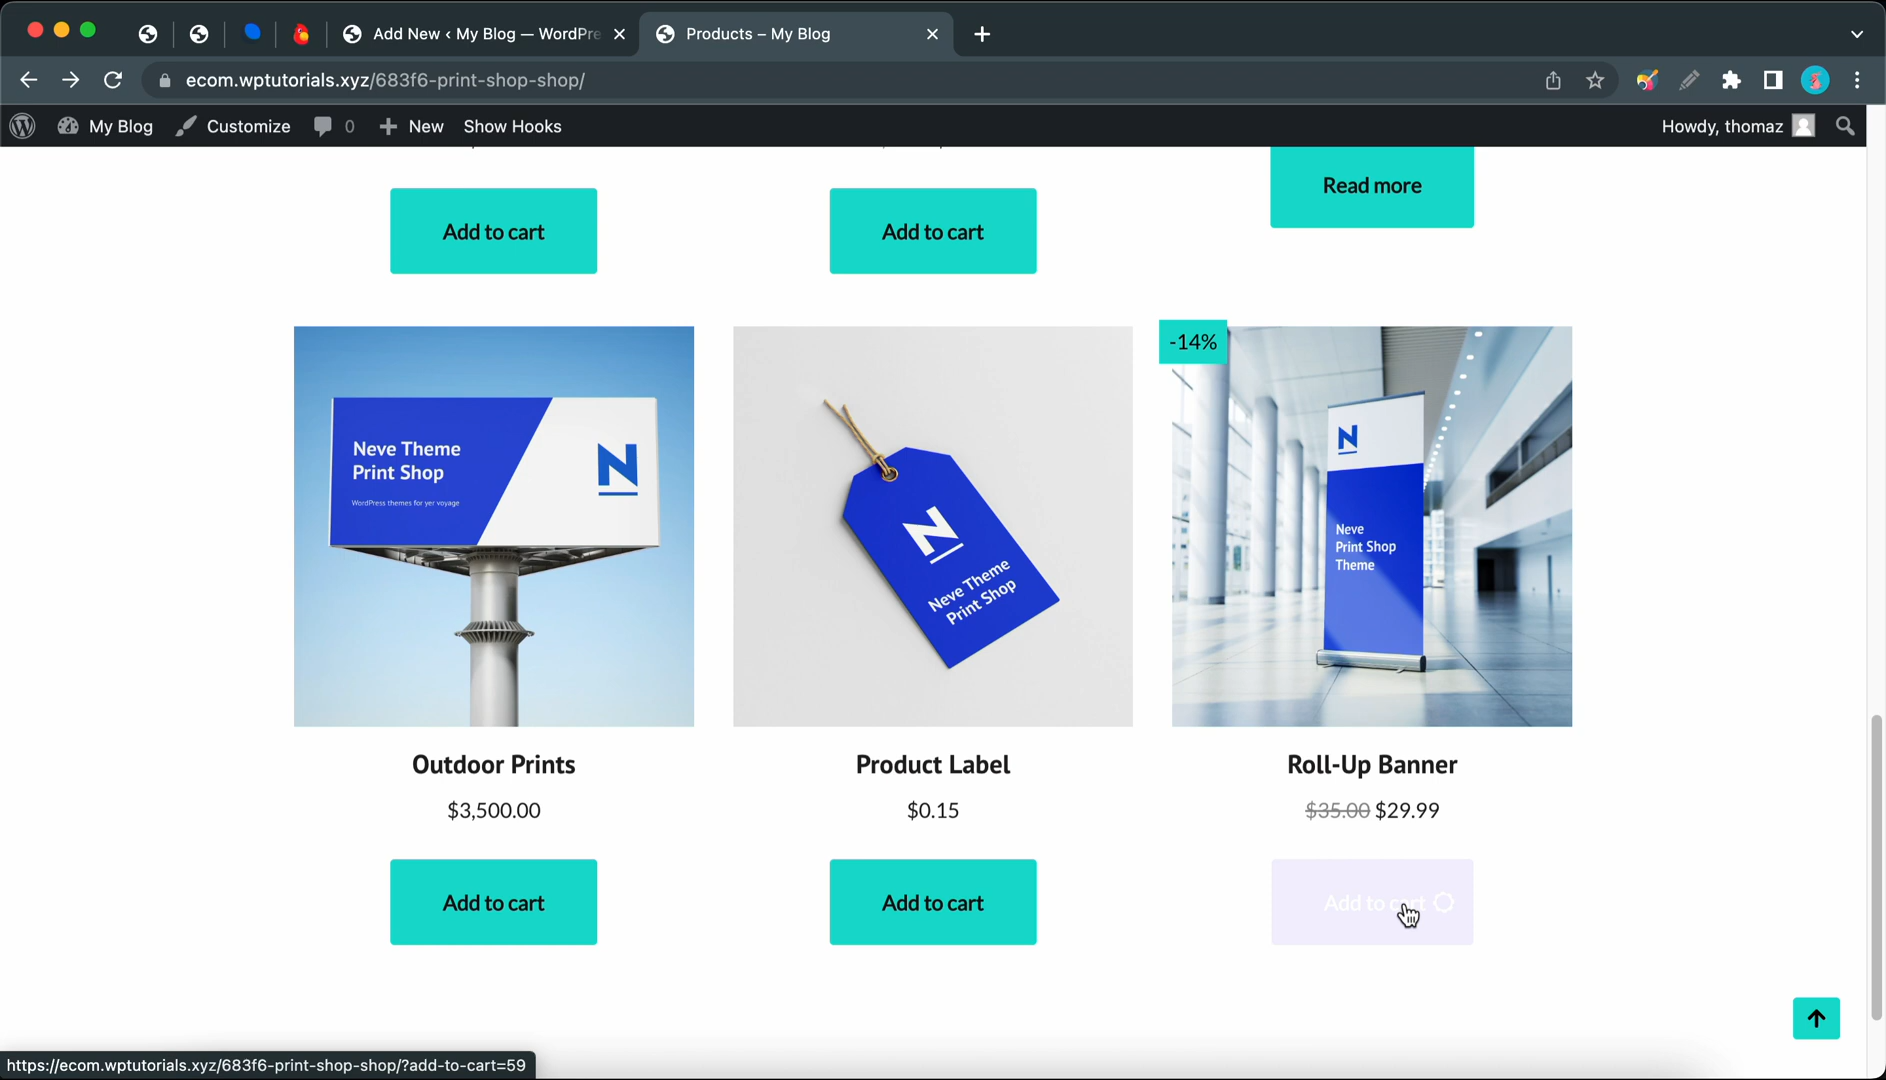 Add New ‹ My Blog — WordPre
Products – My Blog
ecom.wptutorials.xyz/683f6-print-shop-shop/
My Blog
Customize
0
New
Show Hooks
Howdy, thomaz
Read more
Add to cart
Add to cart
Neve Theme
Print Shop
WordPress themes for yer voyage
N
N
Neve Theme
Print Shop
-14%
N
Neve
Print Shop
Theme
Outdoor Prints
Product Label
Roll-Up Banner
$3,500.00
$0.15
$35.00 $29.99
Add to cart
Add to cart
Add to cart
https://ecom.wptutorials.xyz/683f6-print-shop-shop/?add-to-cart=59